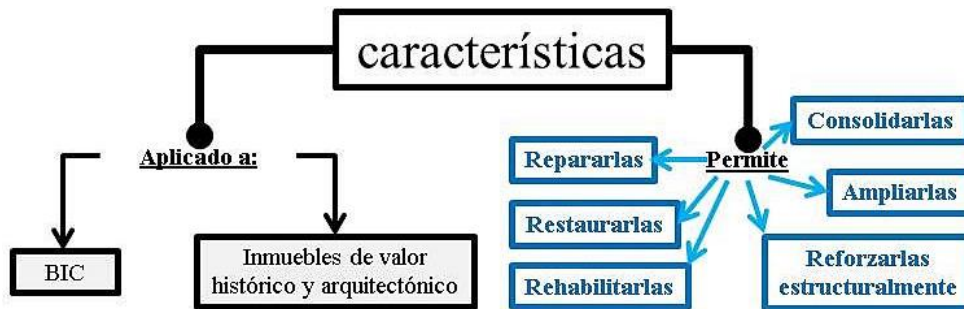 características
Aplicado a:
BIC
Inmuebles de valor
histórico y arquitectónico
Permite
Consolidarlas
Repararlas
Ampliarlas
Restaurarlas
Rehabilitarlas
Reforzarlas
estructuralmente